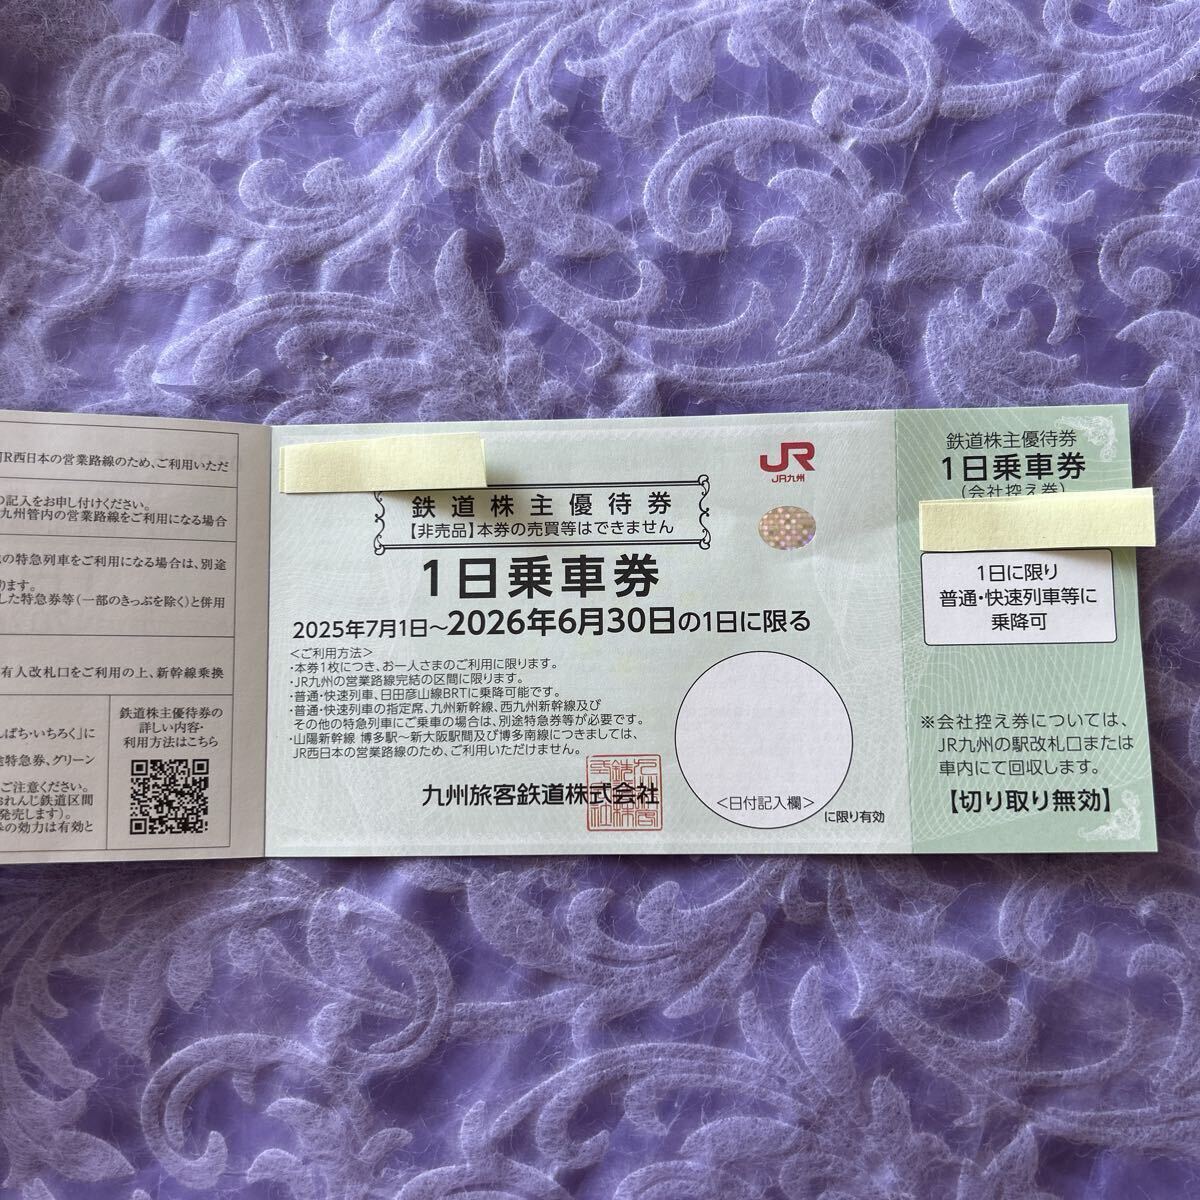 JR西日本の営業路線のため、ご利用いただ
の記入をお申し付けください。
九州管内の営業路線をご利用になる場合
の特急列車をご利用になる場合は、別途
ります。
した特急券等(一部のきっぷを除く)と併用
有人改札口をご利用の上、新幹線乗換
んぱち・いちろく」に
途特急券、グリーン
ご注意ください。
おれんじ鉄道区間
発売します)。
券の効力は有効と
鉄道株主優待券の
詳しい内容・
利用方法はこちら
JR
JR九州
鉄道株主優待券
【非売品】本券の売買等はできません
1日乗車券
2025年7月1日〜2026年6月30日の1日に限る
<ご利用方法>
・本券1枚につき、お一人さまのご利用に限ります。
・JR九州の営業路線完結の区間に限ります。
・普通・快速列車、日田彦山線BRTに乗降可能です。
・普通・快速列車の指定席、九州新幹線、西九州新幹線及び
その他の特急列車にご乗車の場合は、別途特急券等が必要です。
・山陽新幹線 博多駅〜新大阪駅間及び博多南線につきましては、
JR西日本の営業路線のため、ご利用いただけません。
九州旅客鉄道株式会社
<日付記入欄>
に限り有効
鉄道株主優待券
1日乗車券
(会社控え券)
1日に限り
普通・快速列車等に
乗降可
※会社控え券については、
JR九州の駅改札口または
車内にて回収します。
【切り取り無効】